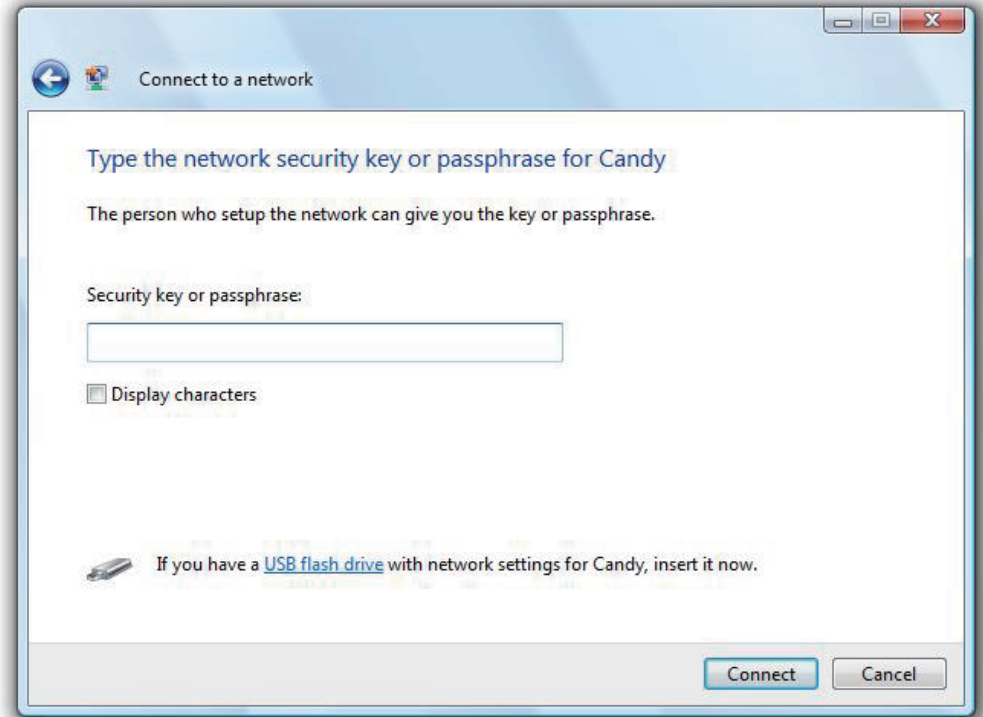 Connect to a network
Type the network security key or passphrase for Candy
The person who setup the network can give you the key or passphrase.
Security key or passphrase:
Display characters
If you have a USB flash drive with network settings for Candy, insert it now.
Connect
Cancel